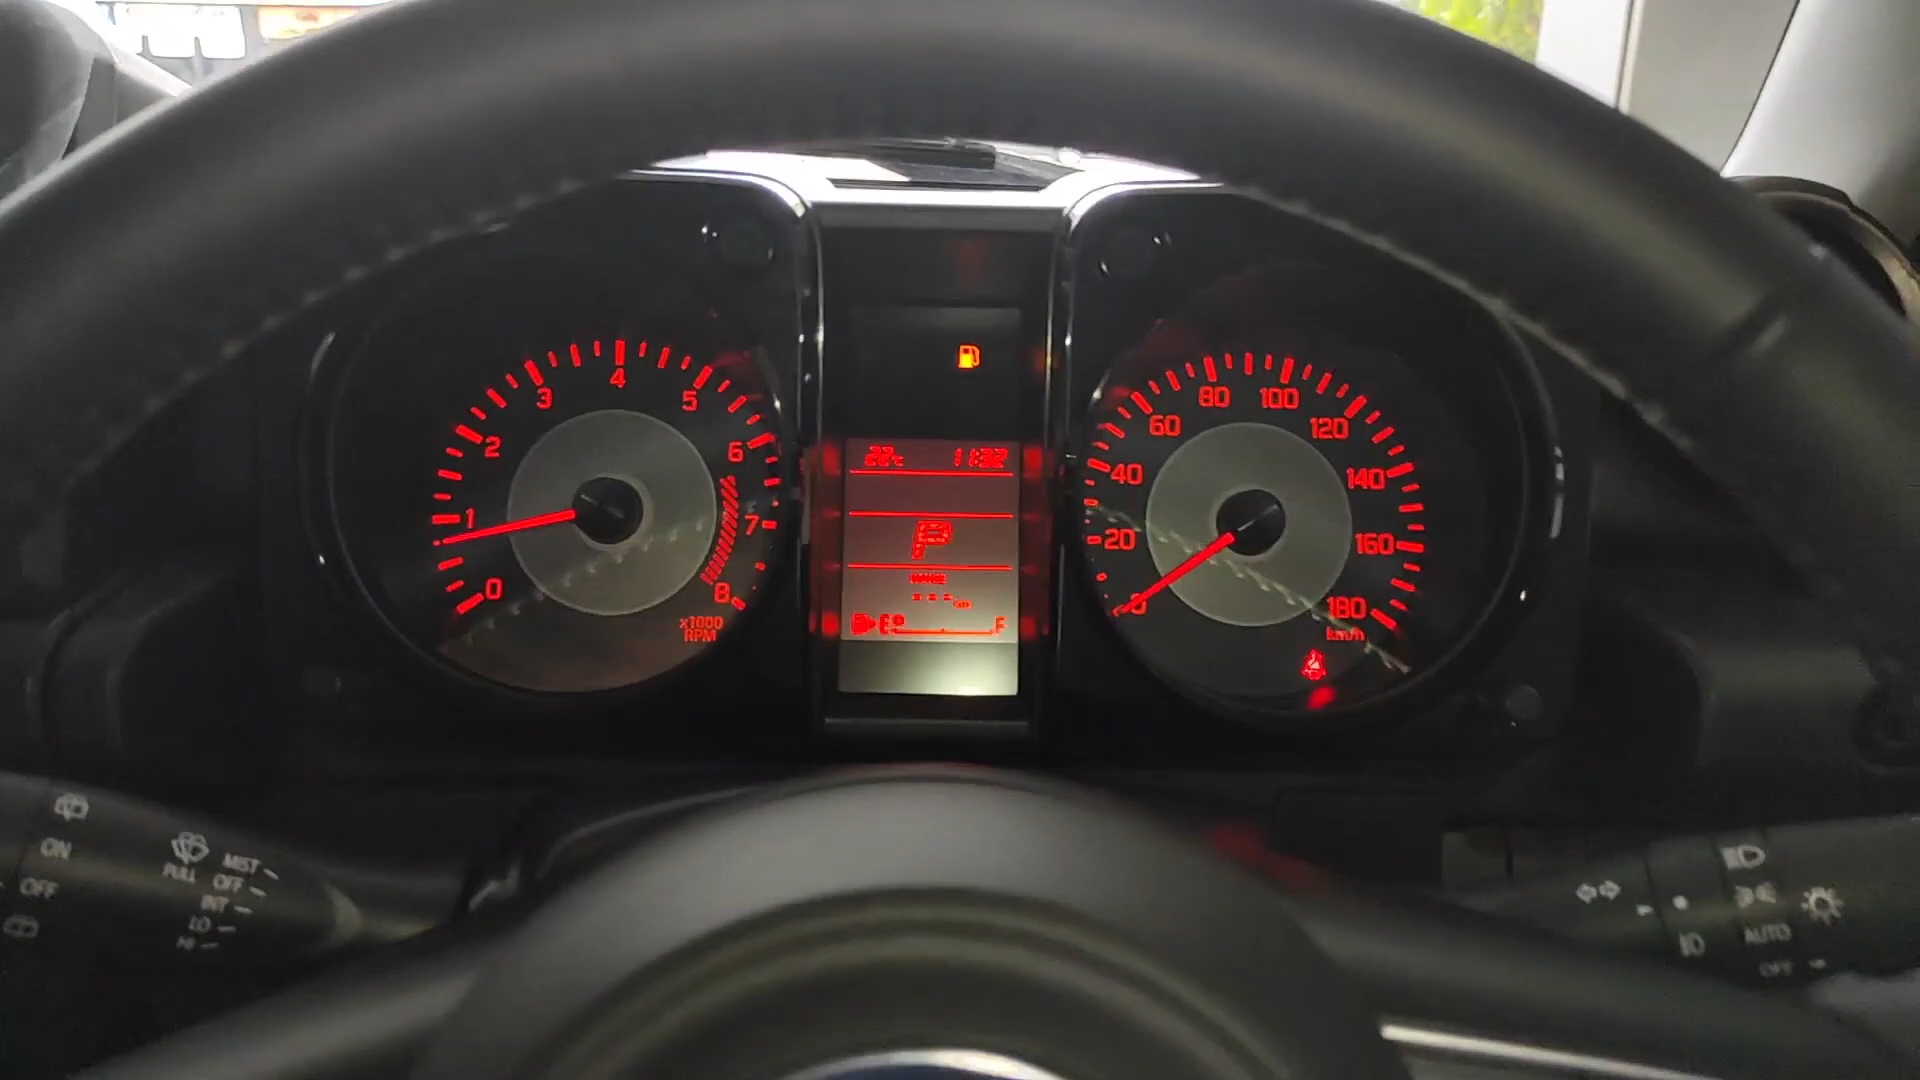 0
1
2
3
4
5
6
7
8
x1000
RPM
22°C 11:32
P
RANGE
---km
E F
0
20
40
60
80
100
120
140
160
180
km/h
ON
OFF
PULL
MIST
OFF
INT
LO
HI
AUTO
OFF